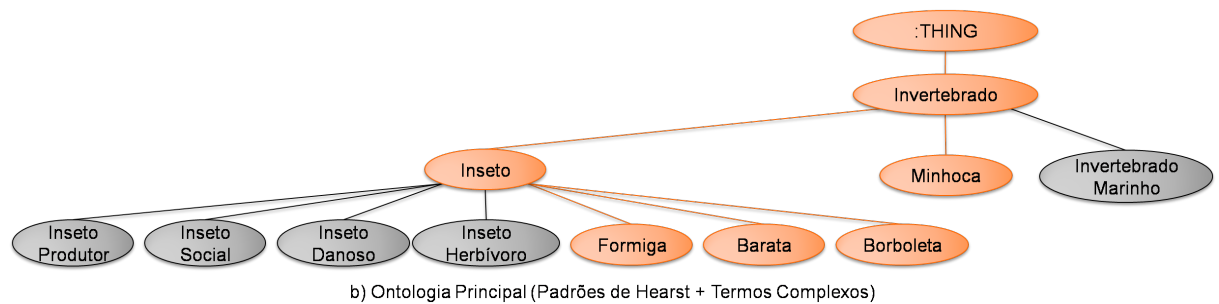 :THING
Invertebrado
Inseto
Minhoca
Invertebrado
Marinho
Inseto
Produtor
Inseto
Social
Inseto
Danoso
Inseto
Herbívoro
Formiga
Barata
Borboleta
b) Ontologia Principal (Padrões de Hearst + Termos Complexos)